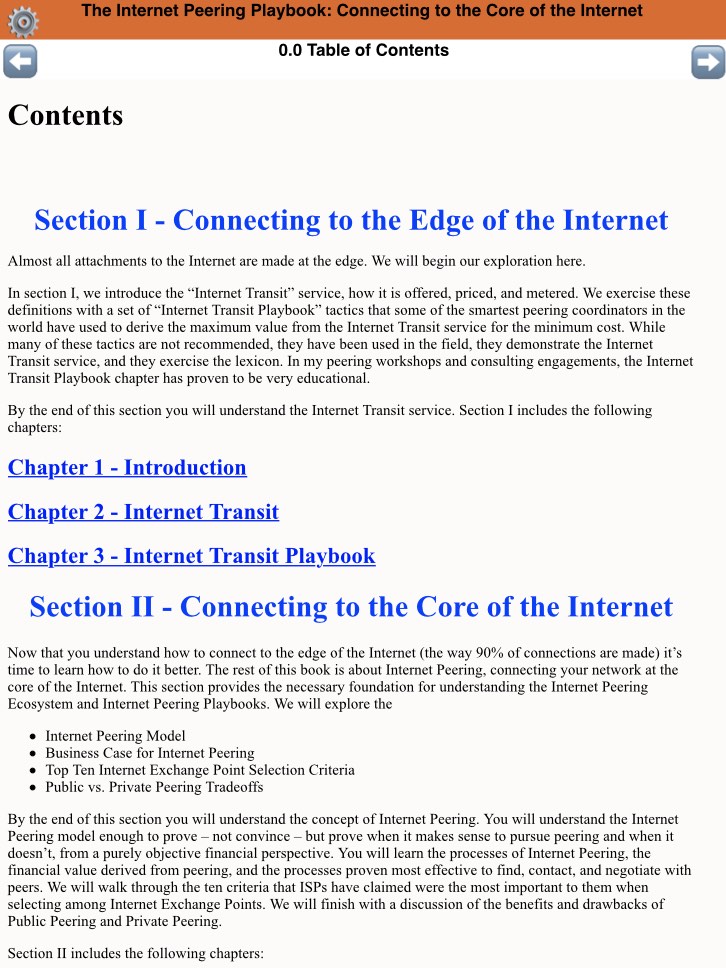 The Internet Peering Playbook: Connecting to the Core of the Internet
0.0 Table of Contents
Contents
Section I - Connecting to the Edge of the Internet
Almost all attachments to the Internet are made at the edge. We will begin our exploration here.
In section I, we introduce the “Internet Transit” service, how it is offered, priced, and metered. We exercise these
definitions with a set of “Internet Transit Playbook” tactics that some of the smartest peering coordinators in the
world have used to derive the maximum value from the Internet Transit service for the minimum cost. While
many of these tactics are not recommended, they have been used in the field, they demonstrate the Internet
Transit service, and they exercise the lexicon. In my peering workshops and consulting engagements, the Internet
Transit Playbook chapter has proven to be very educational.
By the end of this section you will understand the Internet Transit service. Section I includes the following
chapters:
Chapter 1 - Introduction
Chapter 2 - Internet Transit
Chapter 3 - Internet Transit Playbook
Section II - Connecting to the Core of the Internet
Now that you understand how to connect to the edge of the Internet (the way 90% of connections are made) it’s
time to learn how to do it better. The rest of this book is about Internet Peering, connecting your network at the
core of the Internet. This section provides the necessary foundation for understanding the Internet Peering
Ecosystem and Internet Peering Playbooks. We will explore the
• Internet Peering Model
• Business Case for Internet Peering
• Top Ten Internet Exchange Point Selection Criteria
• Public vs. Private Peering Tradeoffs
By the end of this section you will understand the concept of Internet Peering. You will understand the Internet
Peering model enough to prove – not convince – but prove when it makes sense to pursue peering and when it
doesn’t, from a purely objective financial perspective. You will learn the processes of Internet Peering, the
financial value derived from peering, and the processes proven most effective to find, contact, and negotiate with
peers. We will walk through the ten criteria that ISPs have claimed were the most important to them when
selecting among Internet Exchange Points. We will finish with a discussion of the benefits and drawbacks of
Public Peering and Private Peering.
Section II includes the following chapters: